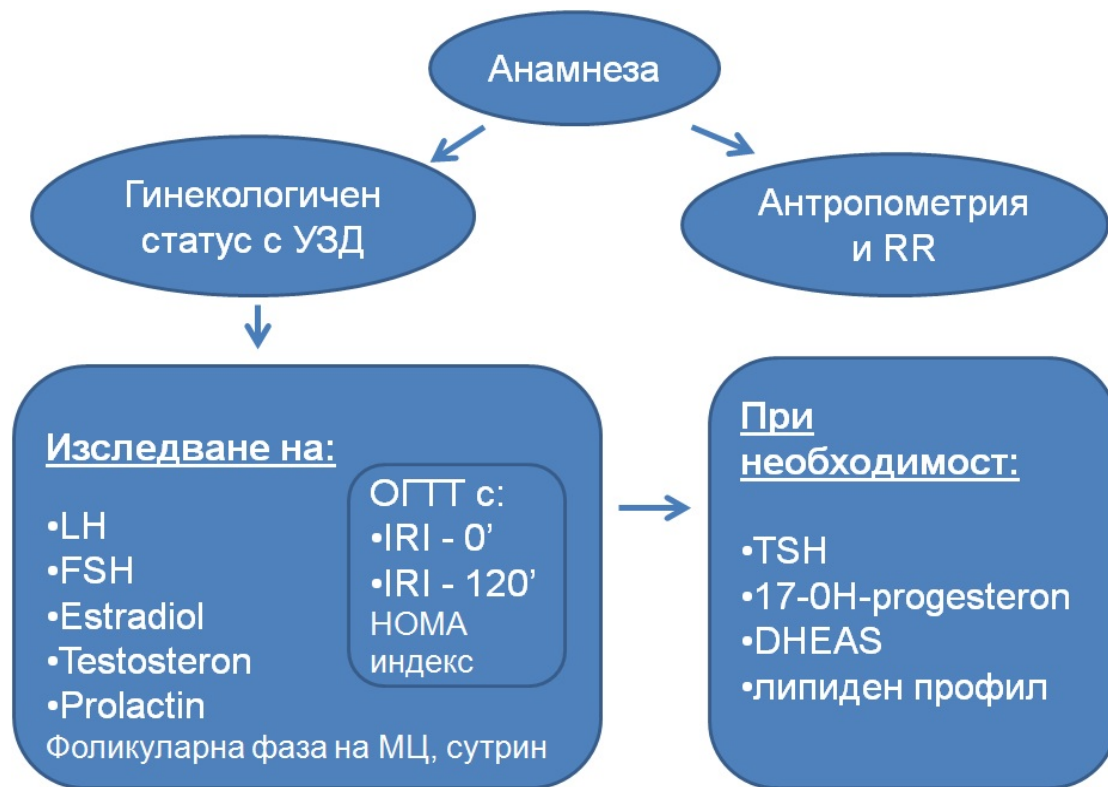 Анамнеза
Гинекологичен
статус с УЗД
Антропометрия
и RR
Изследване на:
•LH
•FSH
•Estradiol
•Testosteron
•Prolactin
Фоликуларна фаза на МЦ, сутрин
ОГТТ с:
•IRI - 0’
•IRI - 120’
HOMA
индекс
При
необходимост:
•TSH
•17-0H-progesteron
•DHEAS
•липиден профил